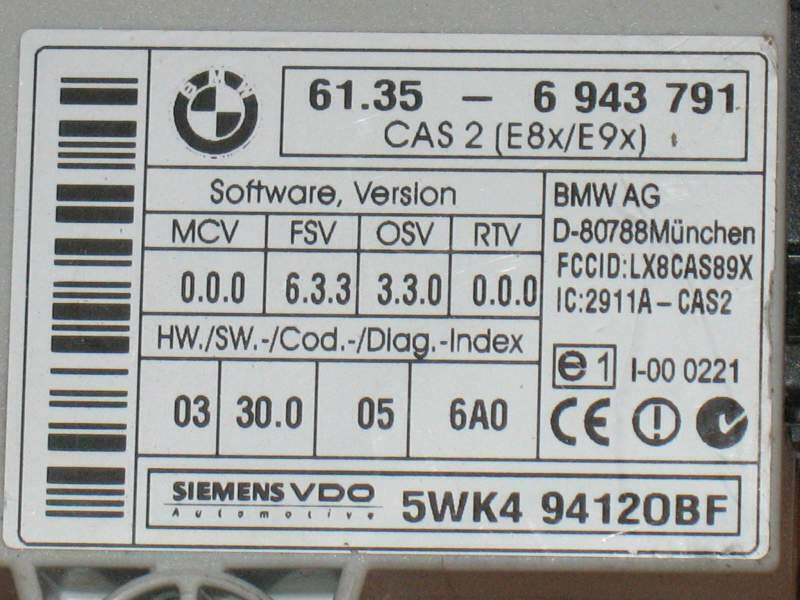 BMW
61.35 - 6 943 791
CAS 2 (E8x/E9x)
Software, Version
MCV FSV OSV RTV
0.0.0 6.3.3 3.3.0 0.0.0
HW./SW.-/Cod.-/Diag.-Index
03 30.0 05 6A0
BMW AG
D-80788München
FCCID:LX8CAS89X
IC:2911A-CAS2
e1 I-00 0221
CE
SIEMENS VDO
Automotive
5WK4 94120BF